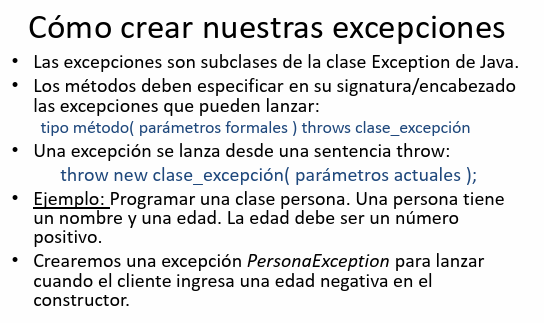 Cómo crear nuestras excepciones
• Las excepciones son subclases de la clase Exception de Java.
• Los métodos deben especificar en su signatura/encabezado
las excepciones que pueden lanzar:
tipo método( parámetros formales ) throws clase_excepción
• Una excepción se lanza desde una sentencia throw:
throw new clase_excepción( parámetros actuales );
• Ejemplo: Programar una clase persona. Una persona tiene
un nombre y una edad. La edad debe ser un número
positivo.
• Crearemos una excepción PersonaException para lanzar
cuando el cliente ingresa una edad negativa en el
constructor.